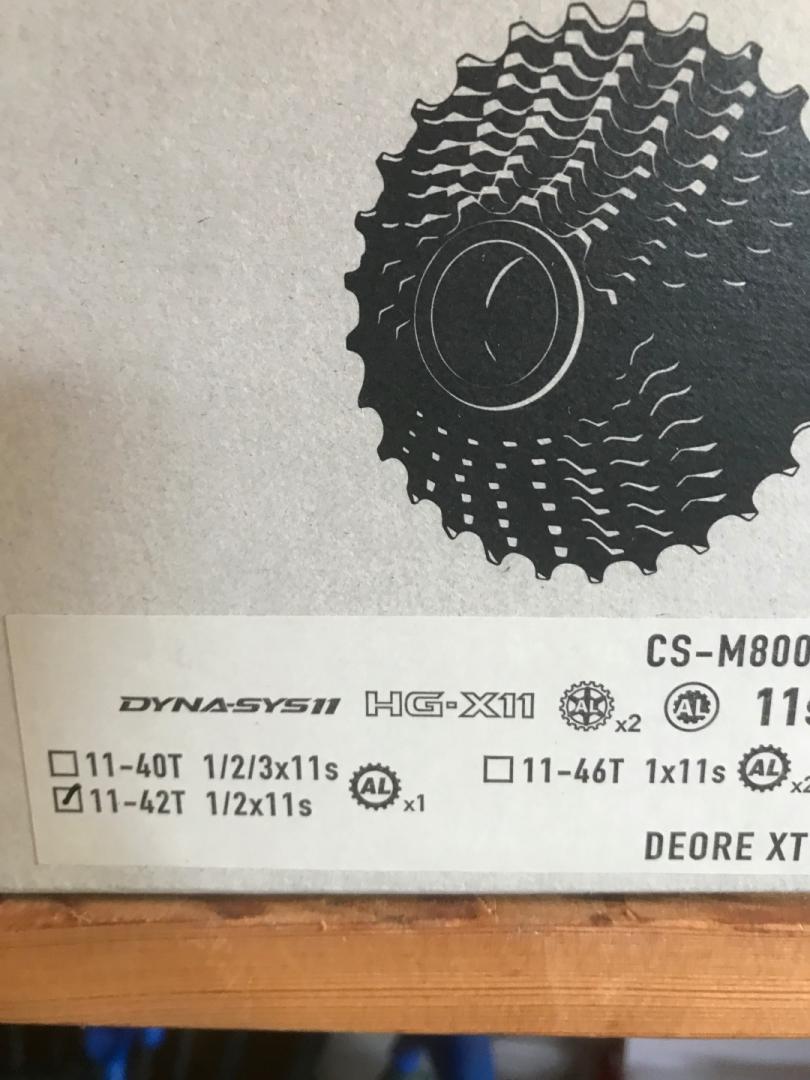 CS-M800
DYNA-SYS11 HG-X11 AL x2 AL 11s
11-40T 1/2/3x11s AL x1 11-46T 1x11s AL x2
11-42T 1/2x11s
DEORE XT